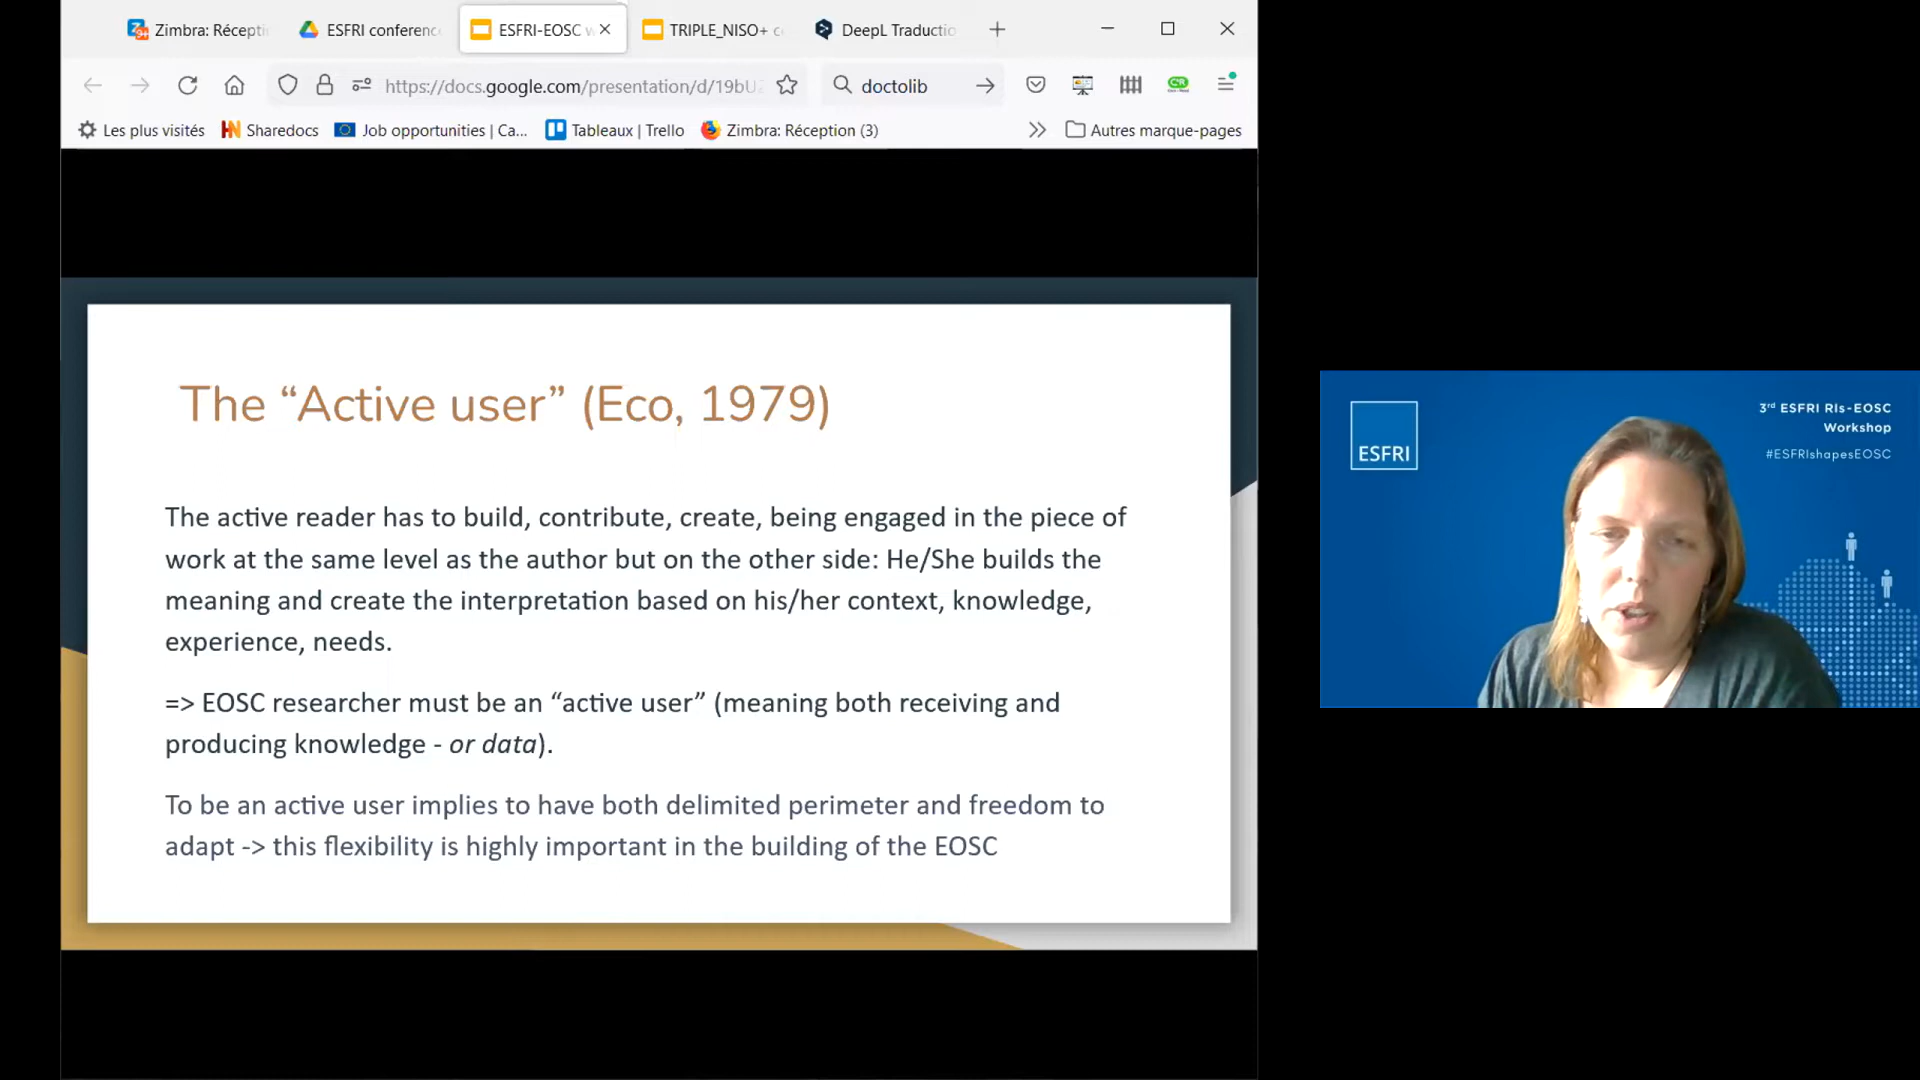 Zimbra: Récepti
ESFRI conferenc
ESFRI-EOSC w
TRIPLE_NISO+ c
DeepL Traductio
https://docs.google.com/presentation/d/19bU
doctolib
Les plus visités
Sharedocs
Job opportunities | Ca...
Tableaux | Trello
Zimbra: Réception (3)
Autres marque-pages
The “Active user” (Eco, 1979)
The active reader has to build, contribute, create, being engaged in the piece of
work at the same level as the author but on the other side: He/She builds the
meaning and create the interpretation based on his/her context, knowledge,
experience, needs.
=> EOSC researcher must be an “active user” (meaning both receiving and
producing knowledge - or data).
To be an active user implies to have both delimited perimeter and freedom to
adapt -> this flexibility is highly important in the building of the EOSC
ESFRI
3rd ESFRI RIs-EOSC
Workshop
#ESFRIshapesEOSC